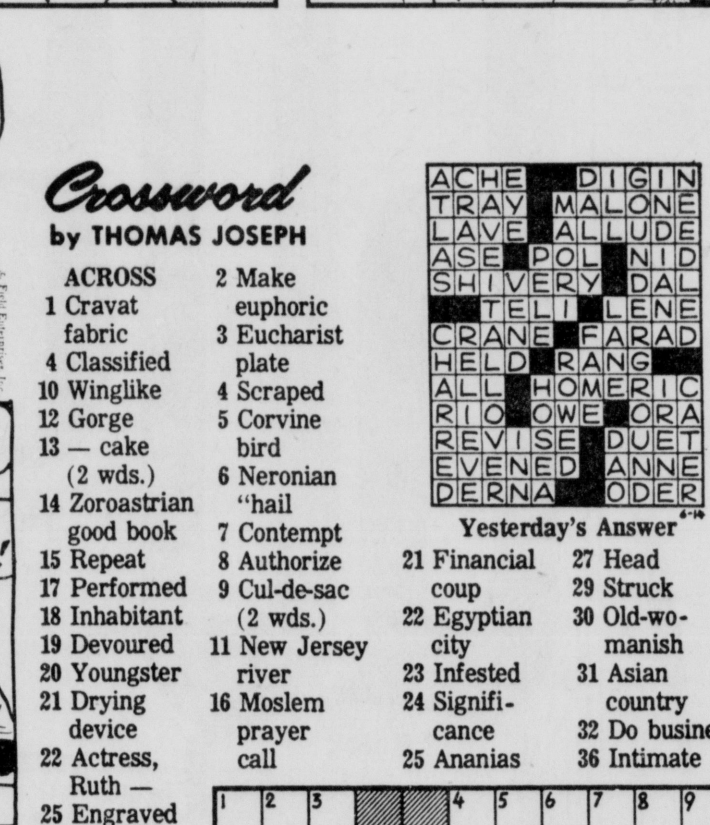 Crossword
by THOMAS JOSEPH
ACROSS
1 Cravat
fabric
4 Classified
10 Winglike
12 Gorge
13 — cake
(2 wds.)
14 Zoroastrian
good book
15 Repeat
17 Performed
18 Inhabitant
19 Devoured
20 Youngster
21 Drying
device
22 Actress,
Ruth —
25 Engraved
2 Make
euphoric
3 Eucharist
plate
4 Scraped
5 Corvine
bird
6 Neronian
“hail
7 Contempt
8 Authorize
9 Cul-de-sac
(2 wds.)
11 New Jersey
river
16 Moslem
prayer
call
ACHE DIGIN
TRAY MALONE
LAVE ALLUDE
ASE POL NID
SHIVERY DAL
TELI LENE
CRANE FARAD
HELD RANG
ALL HOMERIC
RIO OWE ORA
REVISE DUET
EVENED ANNE
DERNA ODER
6-14
Yesterday’s Answer
21 Financial
coup
22 Egyptian
city
23 Infested
24 Signifi-
cance
25 Ananias
27 Head
29 Struck
30 Old-wo-
manish
31 Asian
country
32 Do busine
36 Intimate
1 2 3 4 5 6 7 8 9